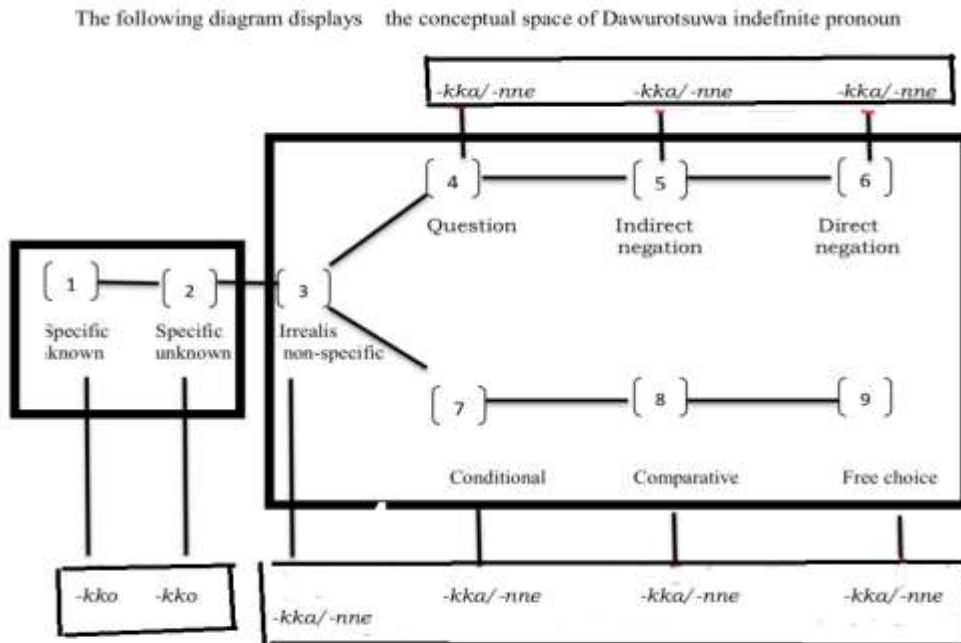 The following diagram displays the conceptual space of Dawurotsuwa indefinite pronoun
-kka/-nne -kka/-nne -kka/-nne
4 5 6
Question Indirect negation Direct negation
1 2 3
Specific known Specific unknown Irrealis non-specific
7 8 9
Conditional Comparative Free choice
-kko -kko -kka/-nne -kka/-nne -kka/-nne -kka/-nne